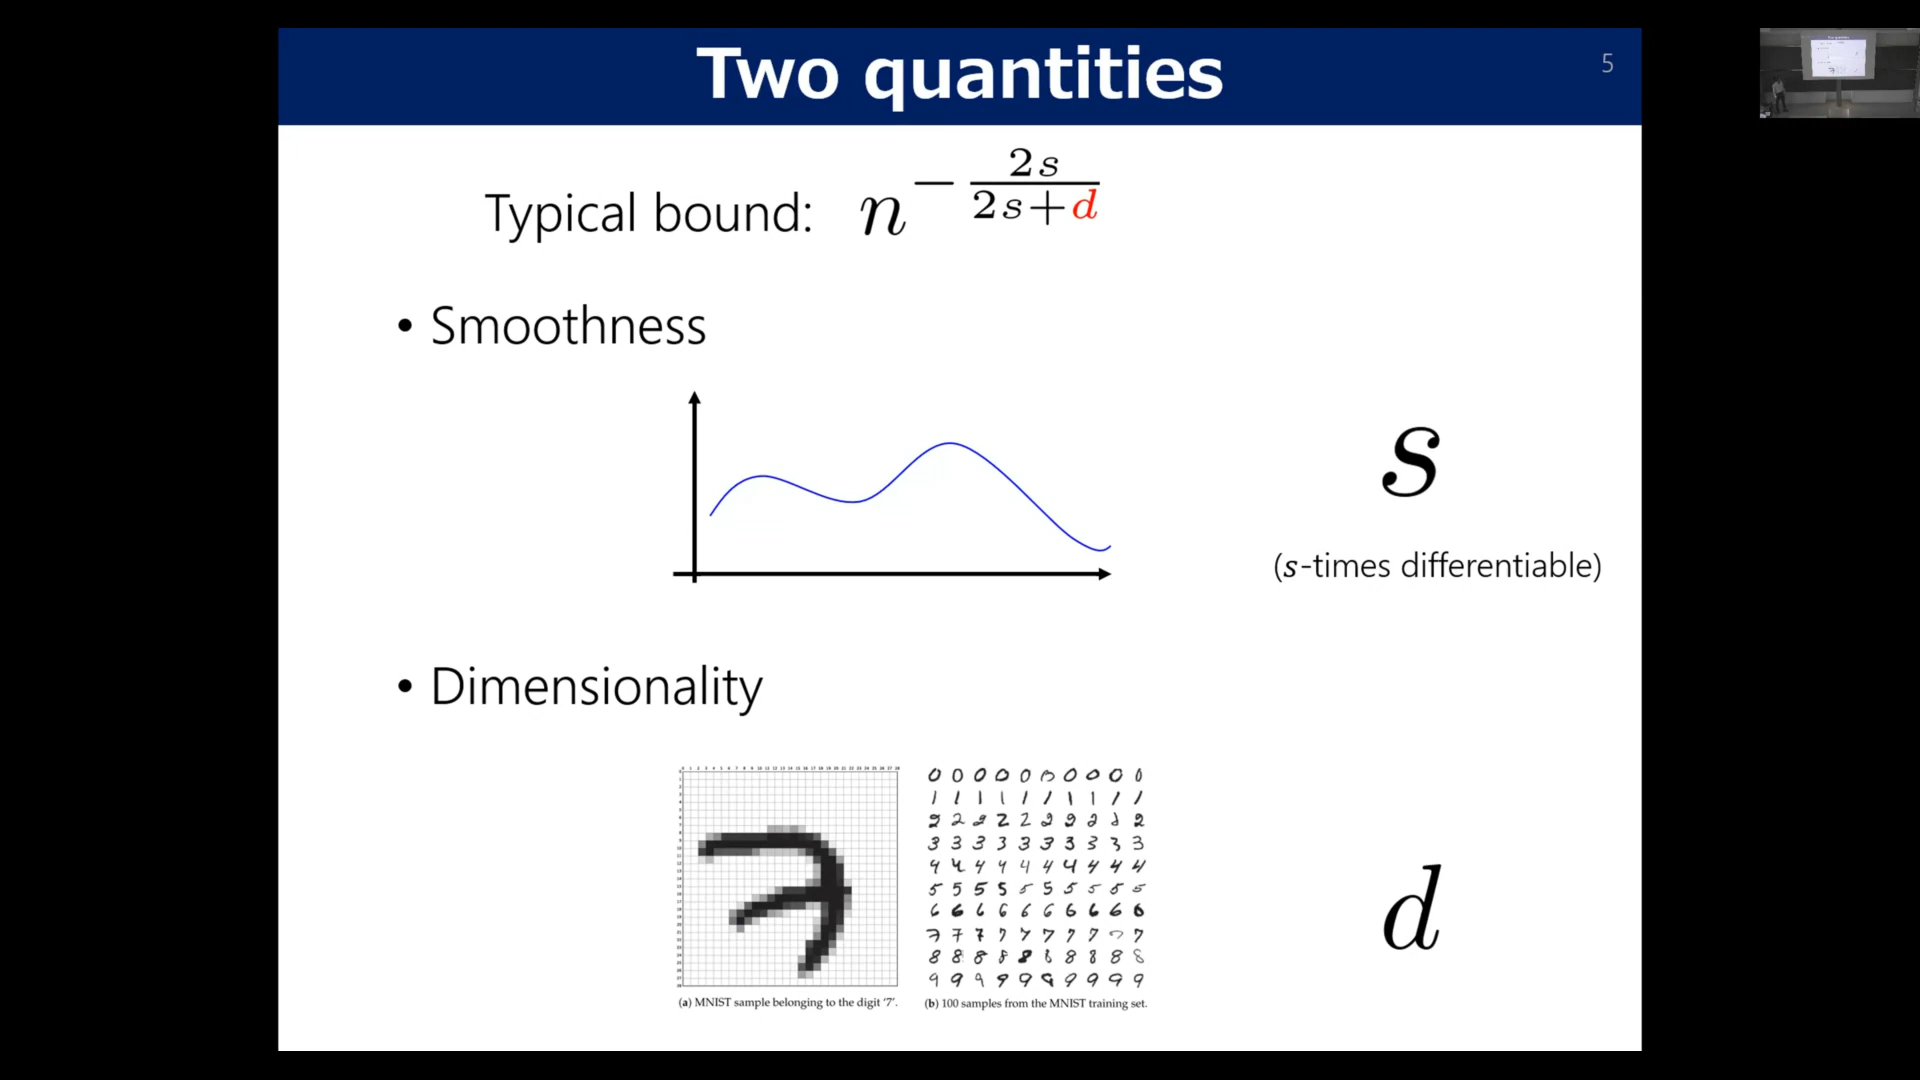 Two quantities
5
Typical bound: n^{-\frac{2s}{2s+d}}
• Smoothness
s
(s-times differentiable)
• Dimensionality
0 0 0 0 0 0 0 0 0 0
1 1 1 1 1 1 1 1 1 1
2 2 2 2 2 2 2 2 2 2
3 3 3 3 3 3 3 3 3 3
4 4 4 4 4 4 4 4 4 4
5 5 5 5 5 5 5 5 5 5
6 6 6 6 6 6 6 6 6 6
7 7 7 7 7 7 7 7 7 7
8 8 8 8 8 8 8 8 8 8
9 9 9 9 9 9 9 9 9 9
d
(a) MNIST sample belonging to the digit ‘7’.
(b) 100 samples from the MNIST training set.